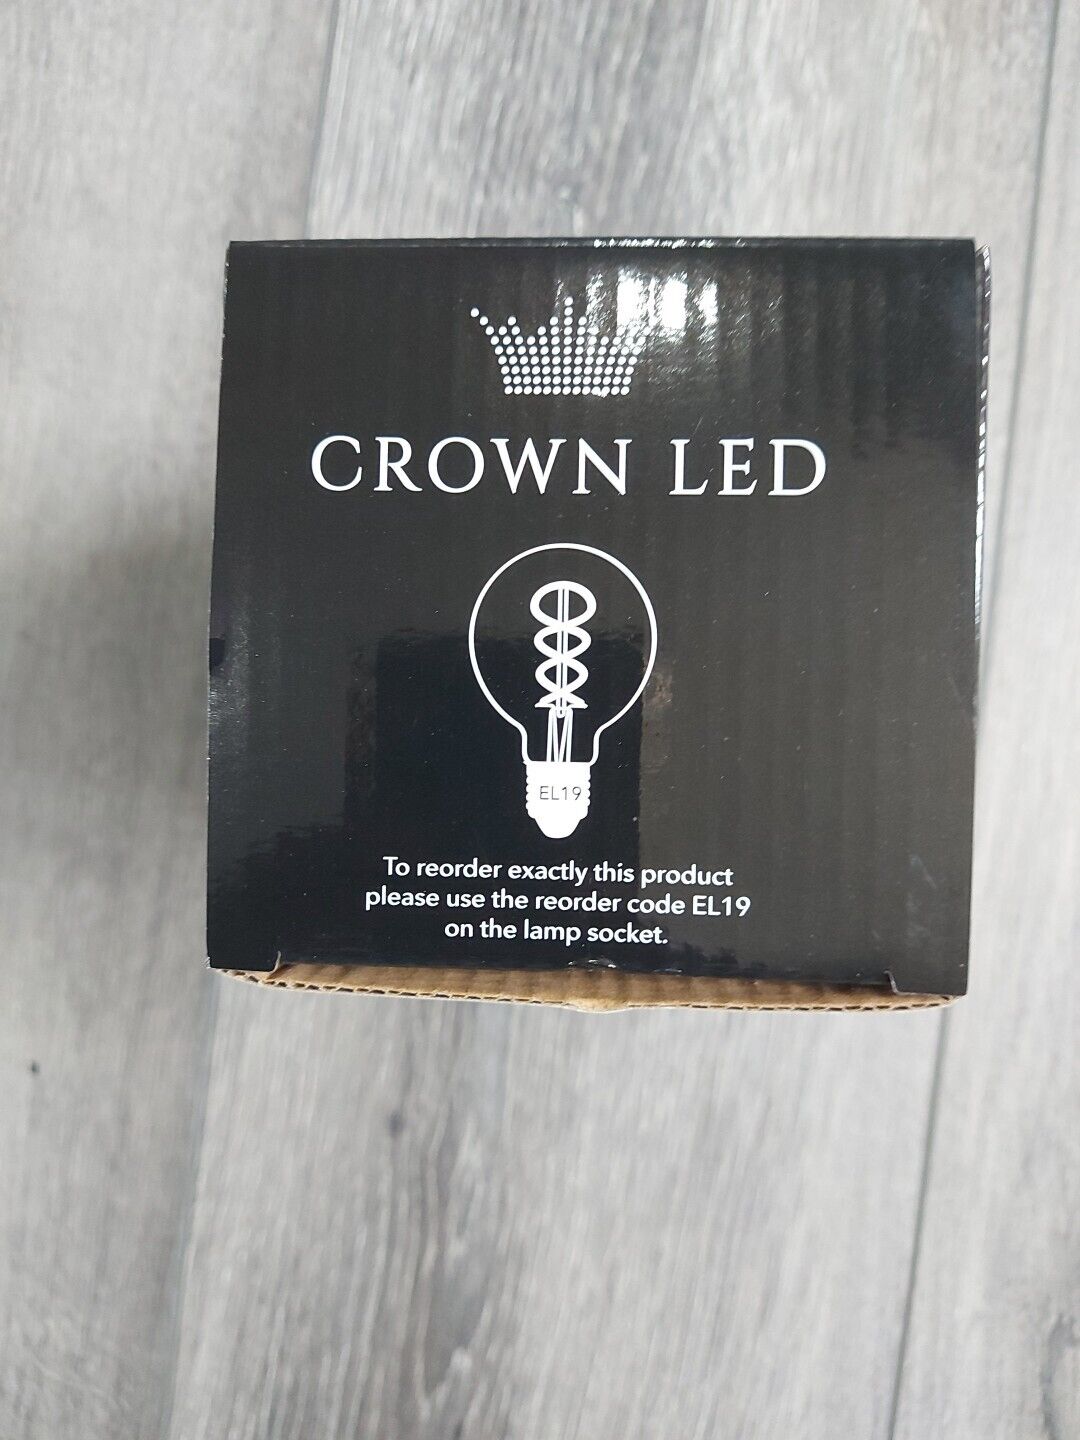 CROWN LED
EL19
To reorder exactly this product
please use the reorder code EL19
on the lamp socket.